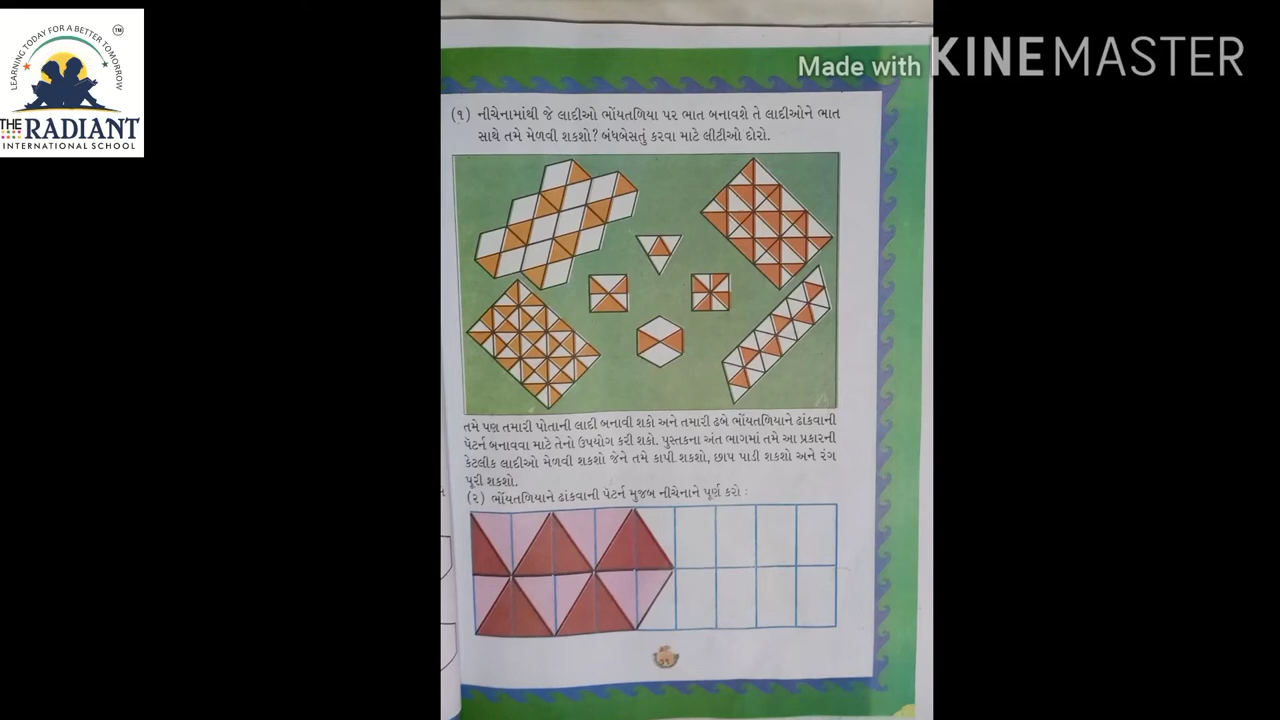 LEARNING TODAY FOR A BETTER TOMORROW
TM
THE RADIANT
INTERNATIONAL SCHOOL
Made with KINEMASTER
(૧) નીચેનામાંથી જે લાદીઓ ભોંયતળિયા પર ભાત બનાવશે તે લાદીઓને ભાત
સાથે તમે મેળવી શકશો? બંધબેસતું કરવા માટે લીટીઓ દોરો.
તમે પણ તમારી પોતાની લાદી બનાવી શકો અને તમારી ઢબે ભોંયતળિયાને ઢાંકવાની
પૅટર્ન બનાવવા માટે તેનો ઉપયોગ કરી શકો. પુસ્તકના અંત ભાગમાં તમે આ પ્રકારની
કેટલીક લાદીઓ મેળવી શકશો જેને તમે કાપી શકશો, છાપ પાડી શકશો અને રંગ
પૂરી શકશો.
(૨) ભોંયતળિયાને ઢાંકવાની પૅટર્ન મુજબ નીચેનાને પૂર્ણ કરો :